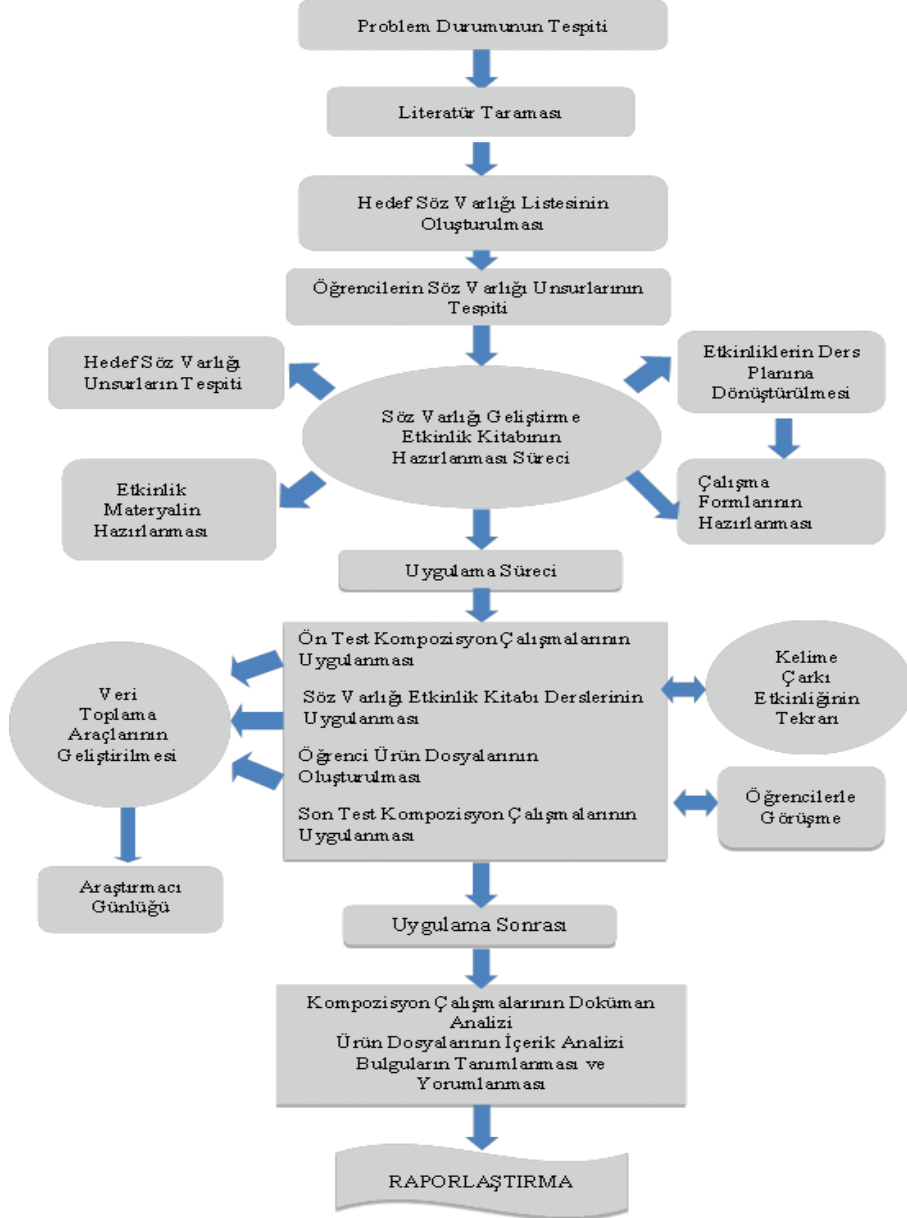 Problem Durumunun Tespiti
Literatür Taraması
Hedef Söz Varlığı Listesinin
Oluşturulması
Öğrencilerin Söz Varlığı Unsurlarının
Tespiti
Hedef Söz Varlığı
Unsurların Tespiti
Etkinliklerin Ders
Planına
Dönüştürülmesi
Söz Varlığı Geliştirme
Etkinlik Kitabının
Hazırlanması Süreci
Etkinlik
Materyalin
Hazırlanması
Çalışma
Formlarının
Hazırlanması
Uygulama Süreci
Ön Test Kompozisyon Çalışmalarının
Uygulanması
Söz Varlığı Etkinlik Kitabı Derslerinin
Uygulanması
Öğrenci Ürün Dosyalarının
Oluşturulması
Son Test Kompozisyon Çalışmalarının
Uygulanması
Veri
Toplama
Araçlarının
Geliştirilmesi
Kelime
Çarkı
Etkinliğinin
Tekrarı
Öğrencilerle
Görüşme
Araştırmacı
Günlüğü
Uygulama Sonrası
Kompozisyon Çalışmalarının Doküman
Analizi
Ürün Dosyalarının İçerik Analizi
Bulguların Tanımlanması ve
Yorumlanması
RAPORLAŞTIRMA